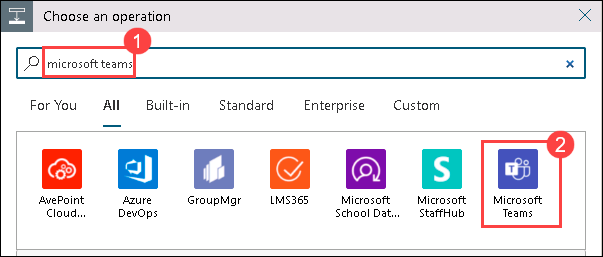 Choose an operation
1
microsoft teams
For You All Built-in Standard Enterprise Custom
2
AvePoint Cloud...
Azure DevOps
GroupMgr
LMS365
Microsoft School Dat...
S
Microsoft StaffHub
T
Microsoft Teams